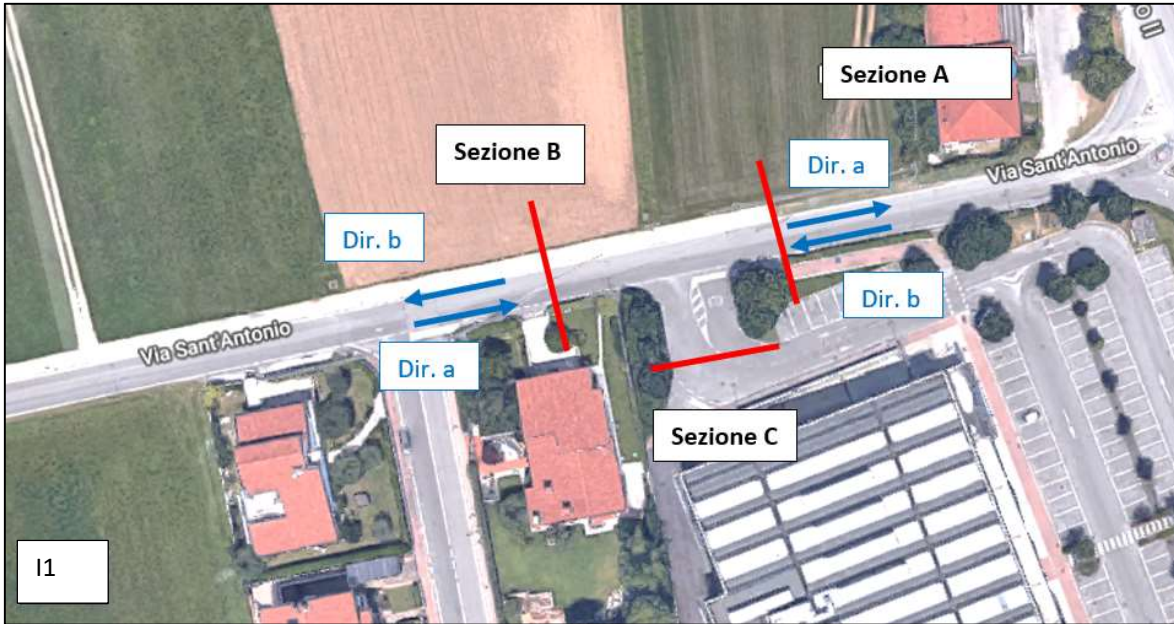 Sezione A
Sezione B
Dir. a
Via Sant'Antonio
Dir. b
Dir. b
Via Sant'Antonio
Dir. a
Sezione C
I1